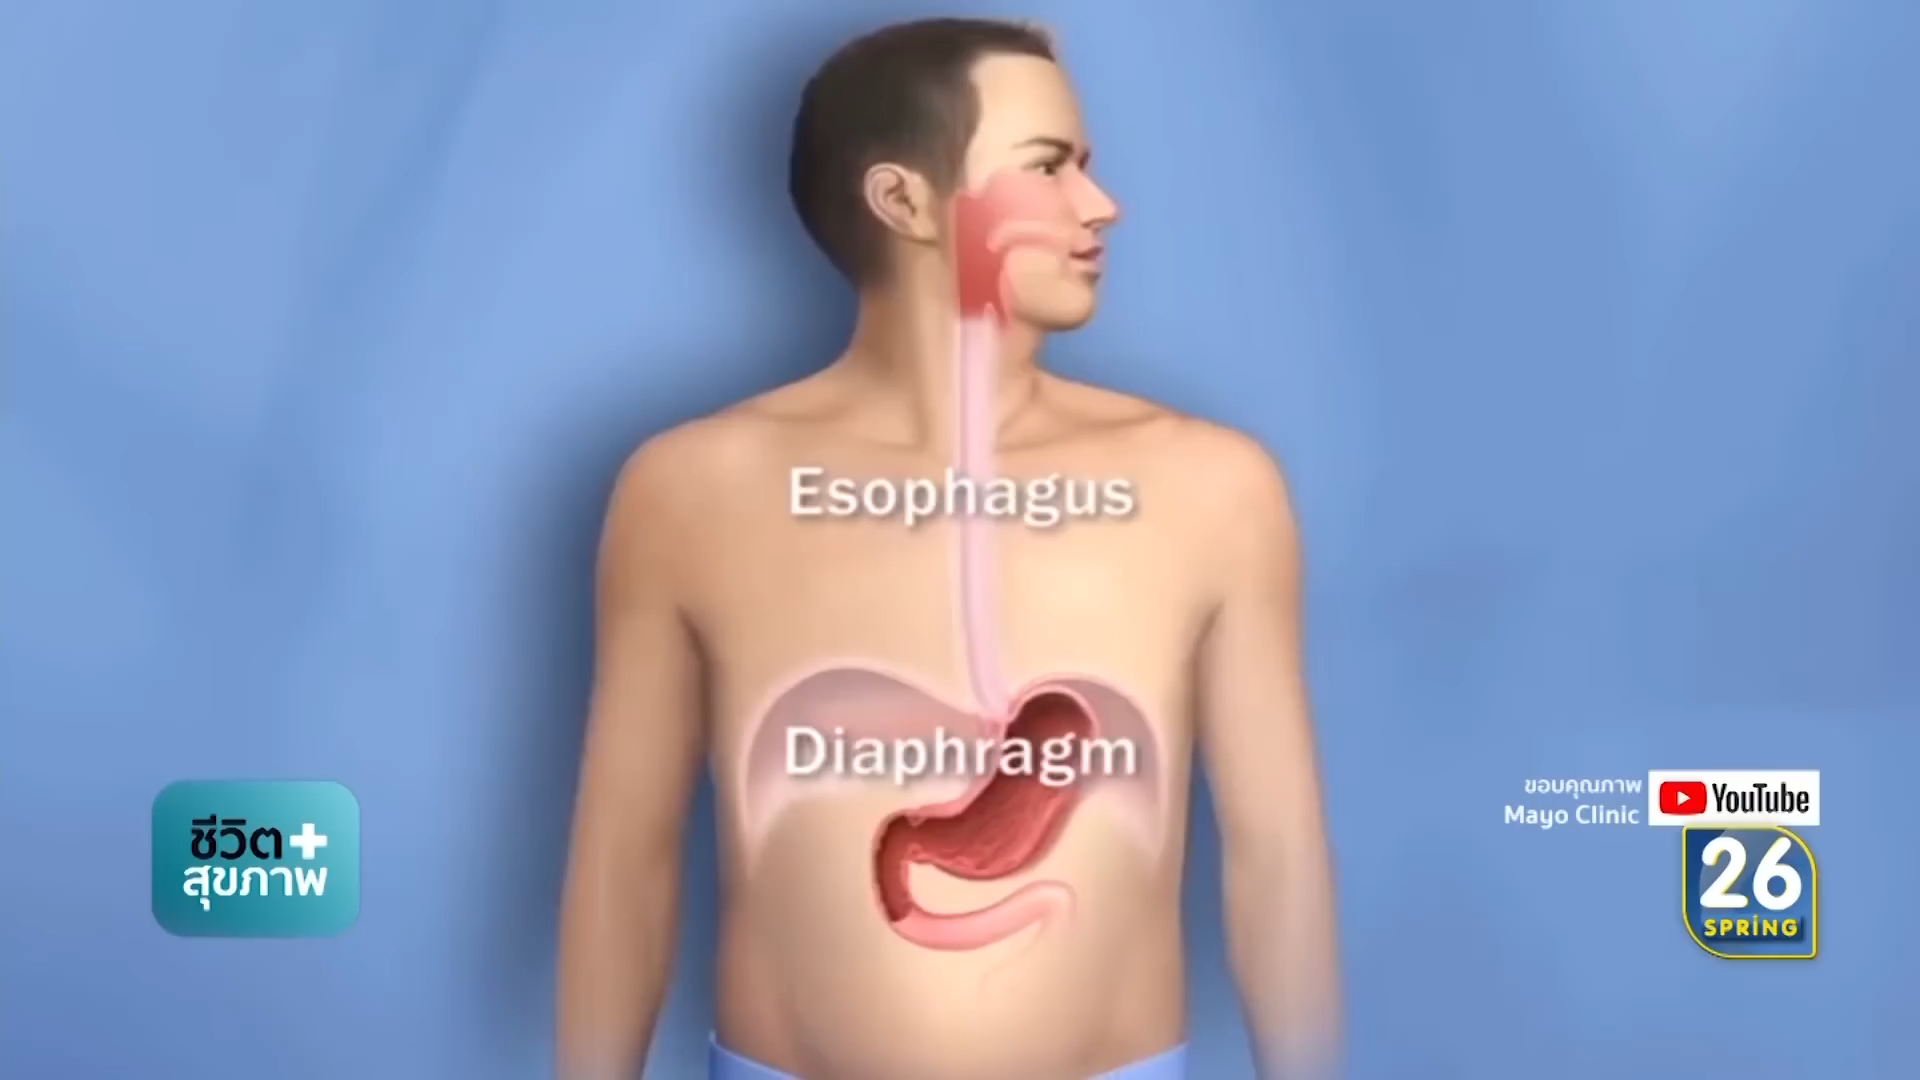 Esophagus
Diaphragm
ชีวิต+
สุขภาพ
ขอบคุณภาพ
Mayo Clinic
YouTube
26
SPRiNG